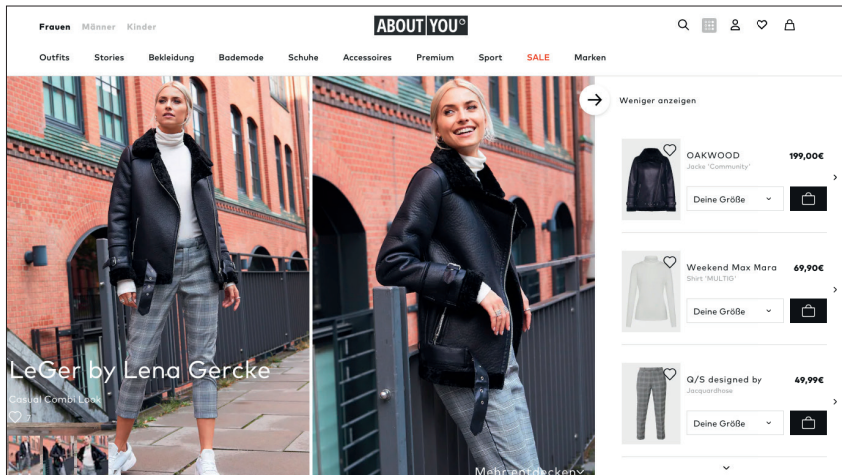 Frauen Männer Kinder
ABOUT YOU°
Outfits Stories Bekleidung Bademode Schuhe Accessoires Premium Sport SALE Marken
LeGer by Lena Gercke
Casual Combi Look
Mehr entdecken
Weniger anzeigen
OAKWOOD 199,00€
Jacke 'Community'
Deine Größe
Weekend Max Mara 69,90€
Shirt 'MULTIG'
Deine Größe
Q/S designed by 49,99€
Jacquardhose
Deine Größe